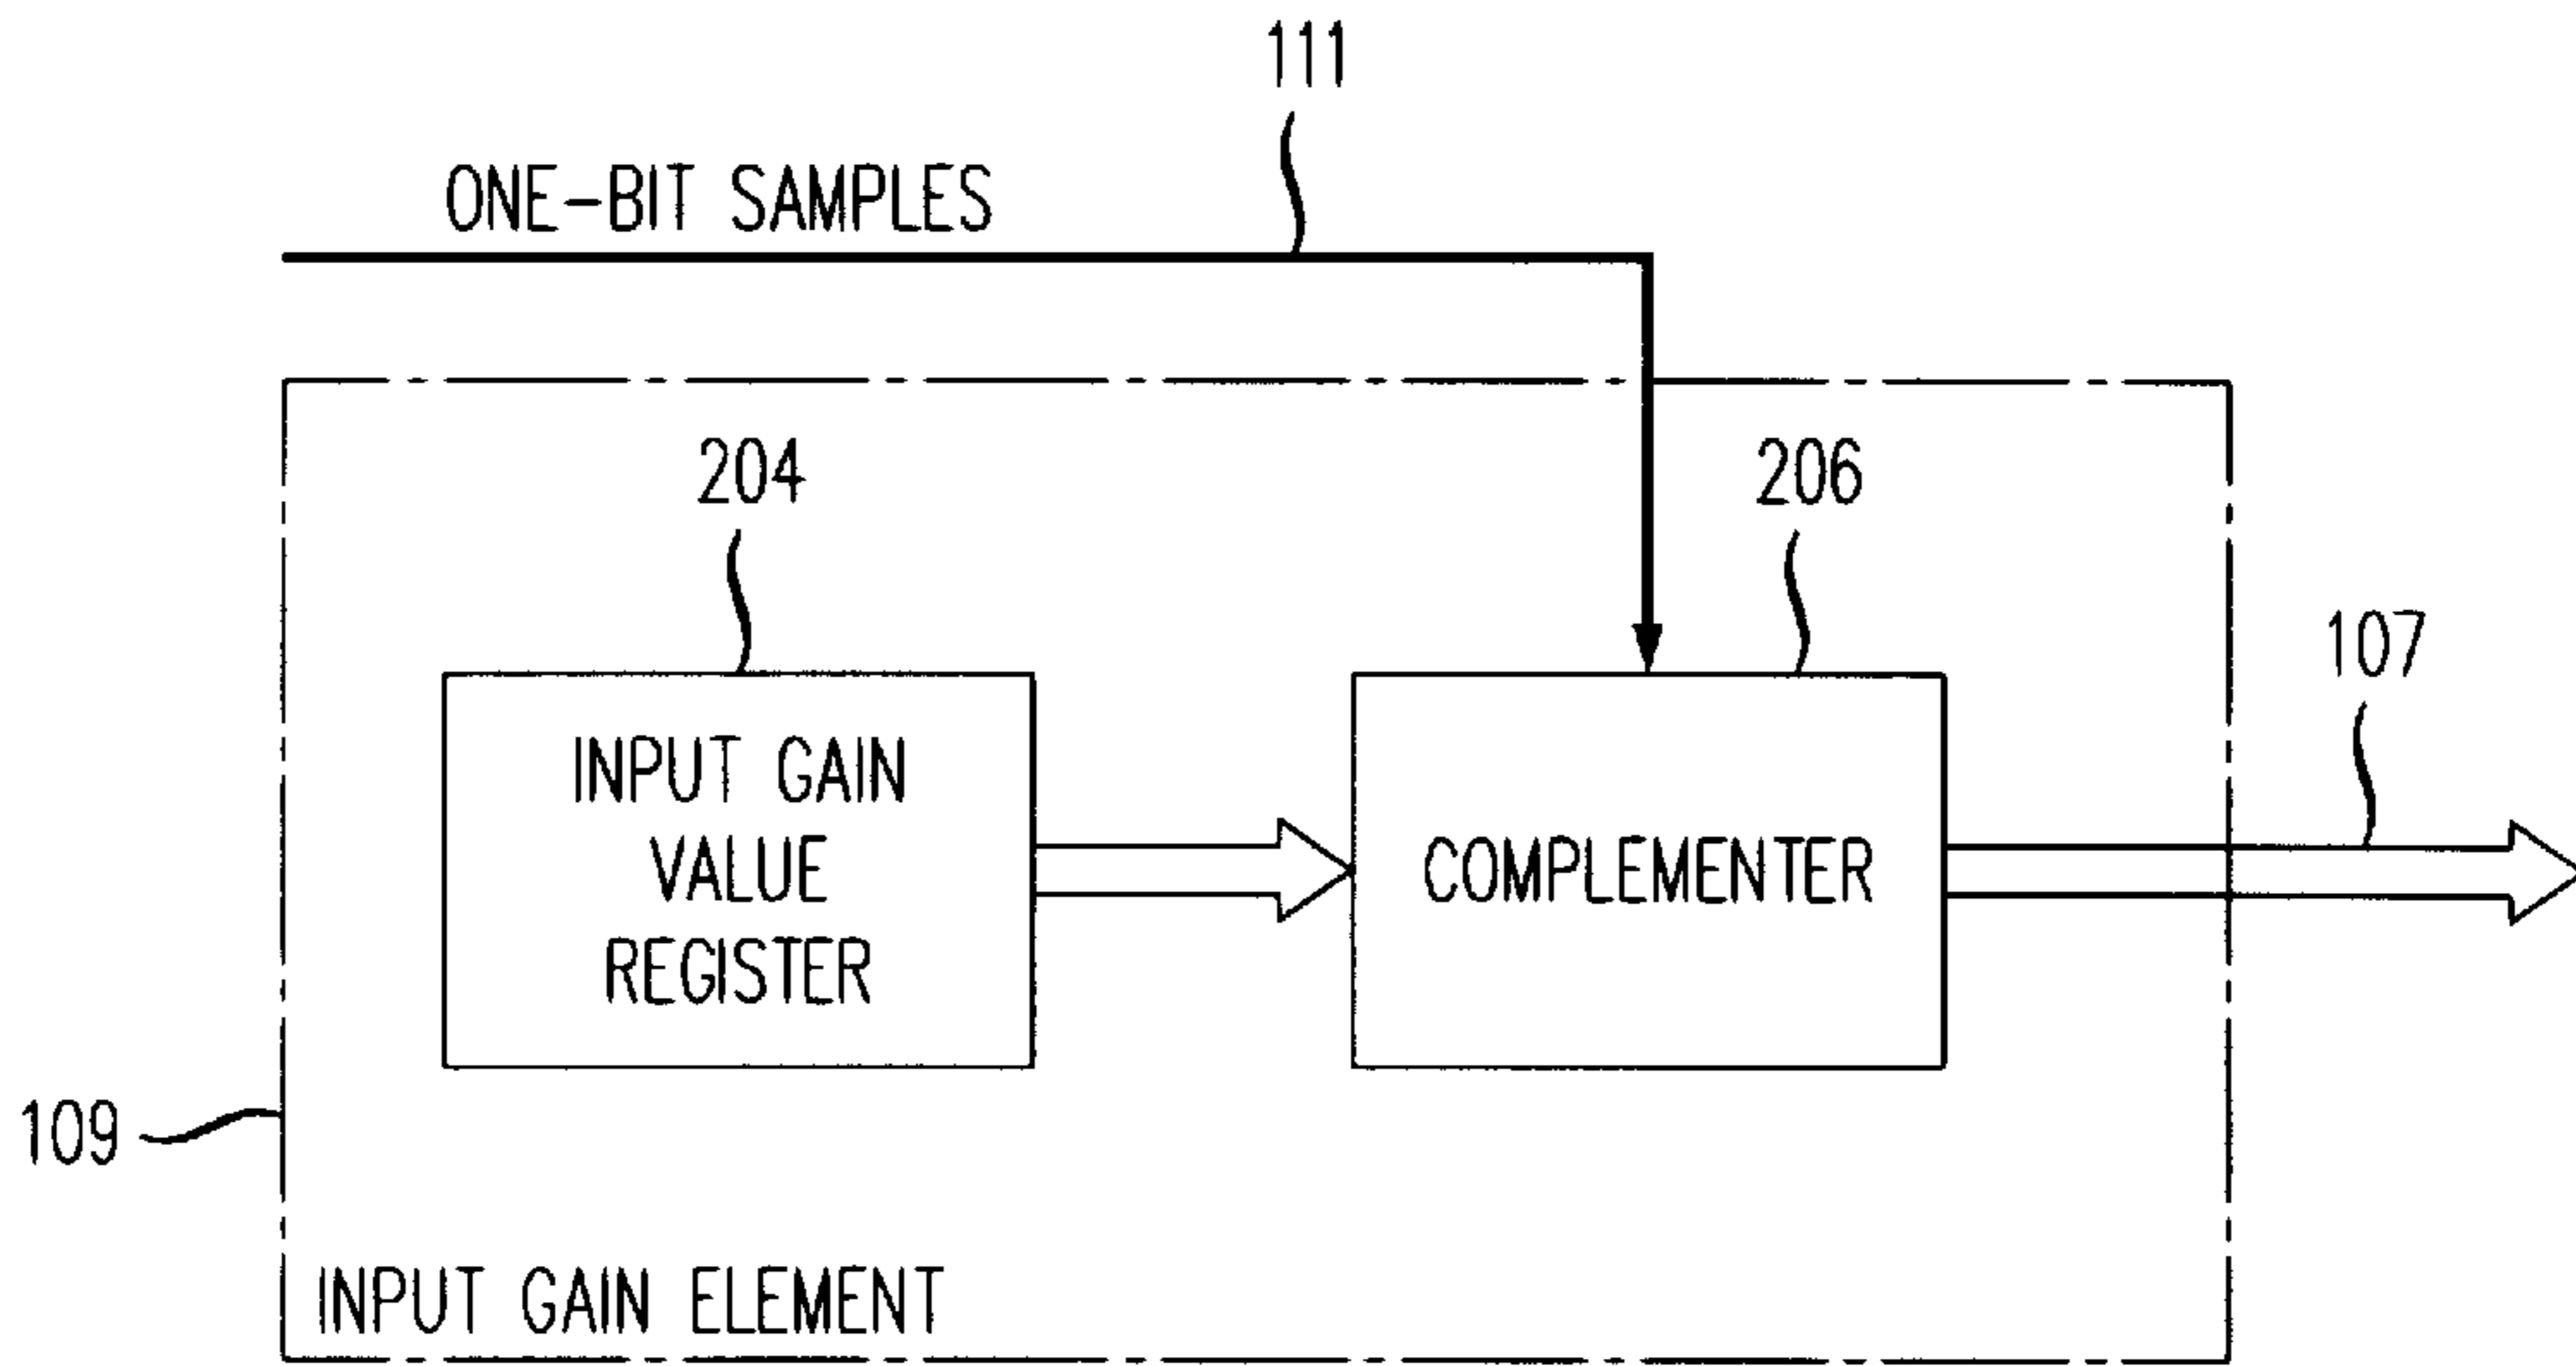 111
ONE-BIT SAMPLES
204
206
107
INPUT GAIN
VALUE
REGISTER
COMPLEMENTER
109
INPUT GAIN ELEMENT